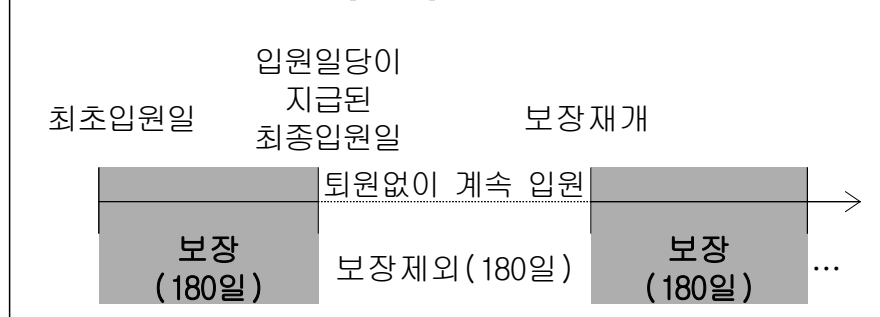 최초입원일
입원일당이
지급된
최종입원일
보장재개
퇴원없이 계속 입원
보장
(180일)
보장제외(180일)
보장
(180일)
…